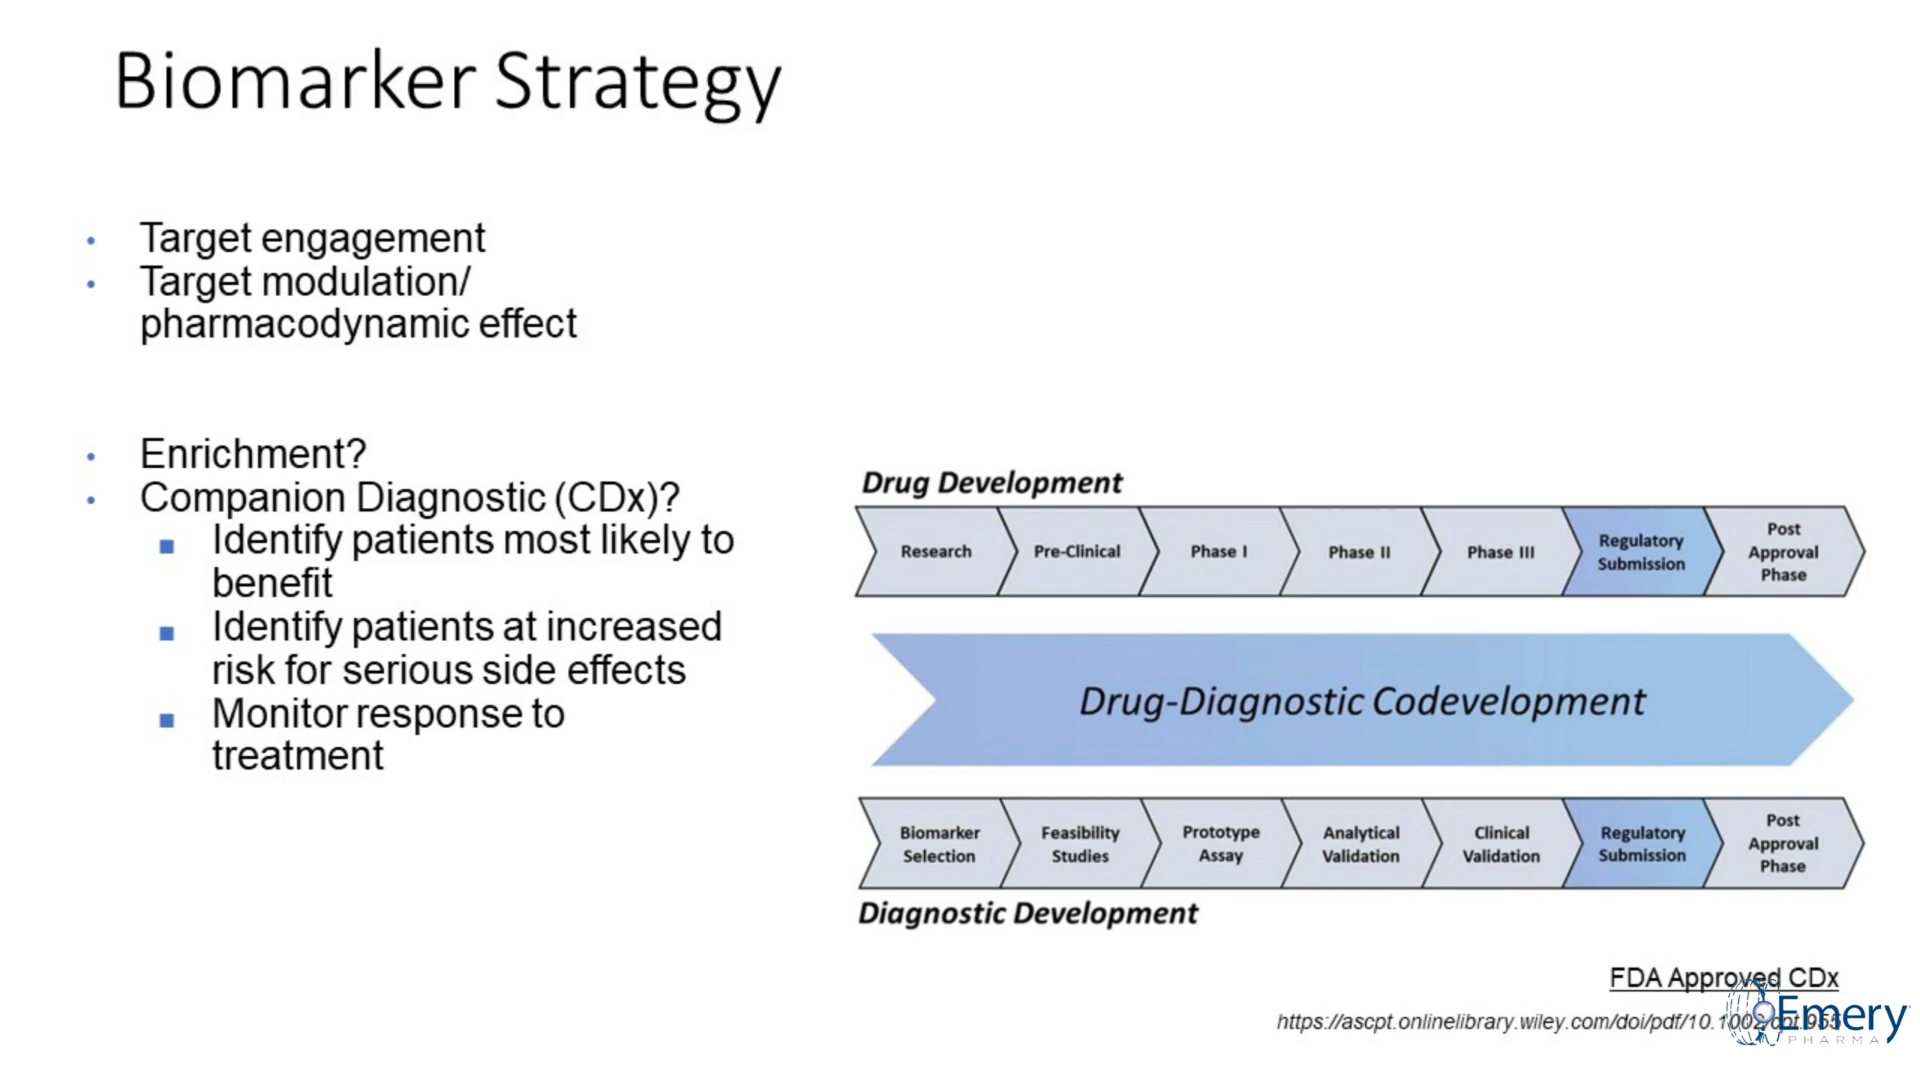 Biomarker Strategy
• Target engagement
• Target modulation/
pharmacodynamic effect
• Enrichment?
• Companion Diagnostic (CDx)?
■ Identify patients most likely to
benefit
■ Identify patients at increased
risk for serious side effects
■ Monitor response to
treatment
Drug Development
Research
Pre-Clinical
Phase I
Phase II
Phase III
Regulatory
Submission
Post
Approval
Phase
Drug-Diagnostic Codevelopment
Biomarker
Selection
Feasibility
Studies
Prototype
Assay
Analytical
Validation
Clinical
Validation
Regulatory
Submission
Post
Approval
Phase
Diagnostic Development
FDA Approved CDx
https://ascpt.onlinelibrary.wiley.com/doi/pdf/10.1002/cpt.955
Emery
PHARMA